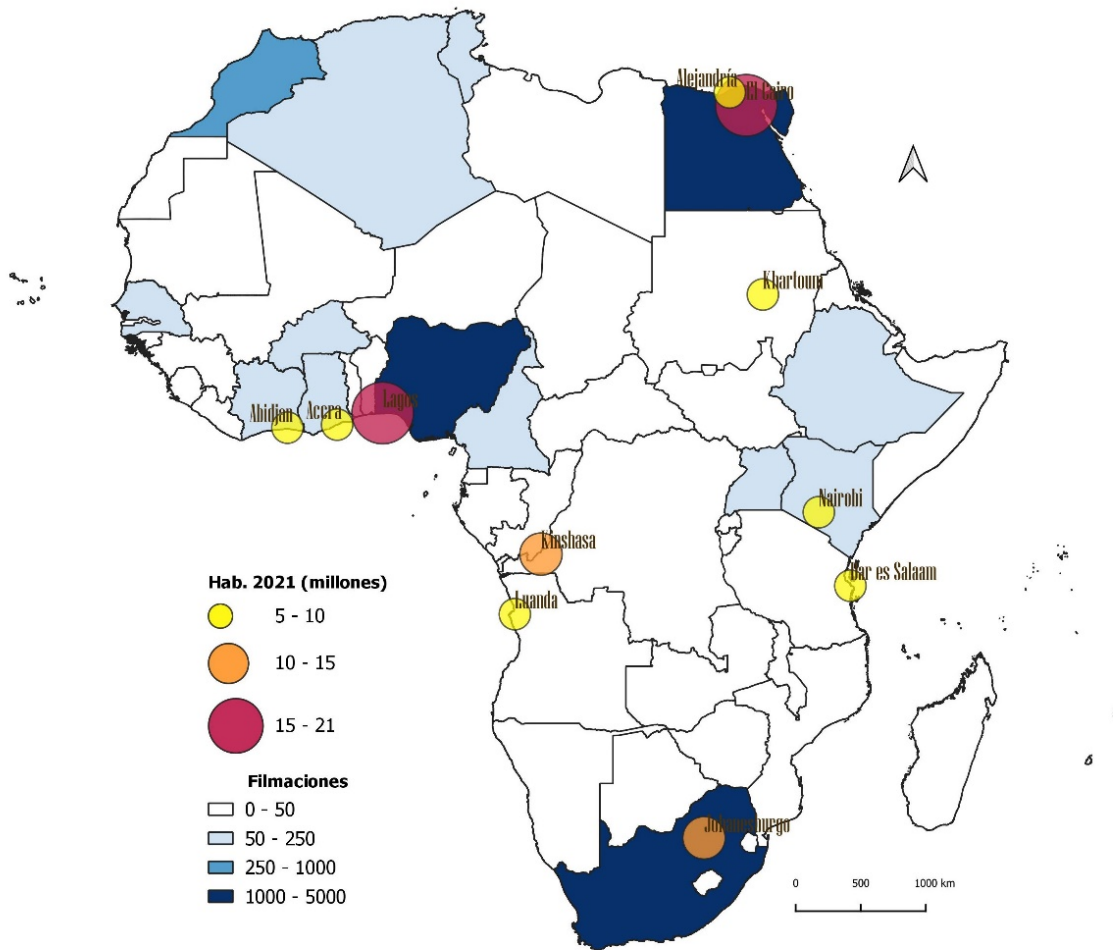 Alejandría
El Cairo
Khartoum
Abidjan
Accra
Lagos
Nairobi
Kinshasa
Dar es Salaam
Luanda
Johanesburgo
Hab. 2021 (millones)
5 - 10
10 - 15
15 - 21
Filmaciones
0 - 50
50 - 250
250 - 1000
1000 - 5000
0 500 1000 km